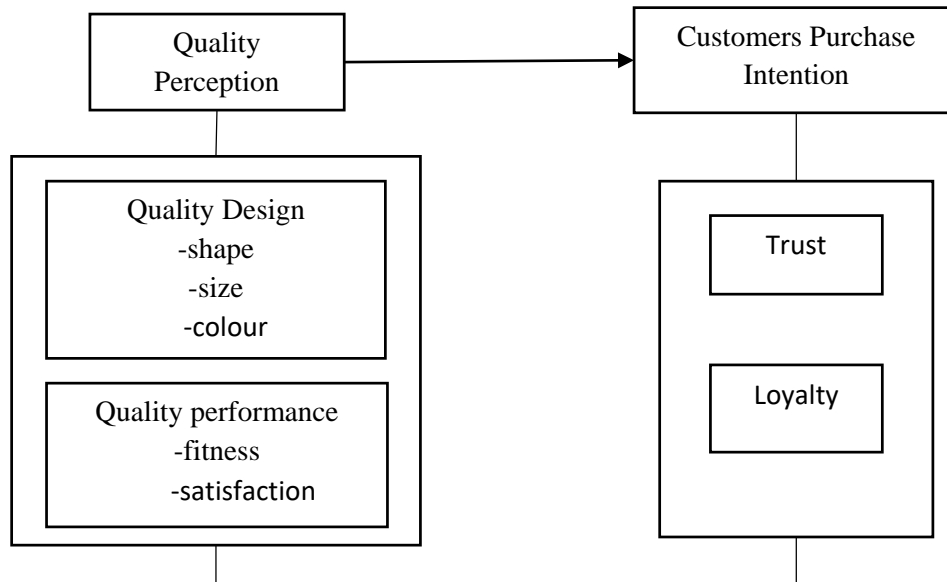 Quality
Perception
Customers Purchase
Intention
Quality Design
-shape
-size
-colour
Quality performance
-fitness
-satisfaction
Trust
Loyalty